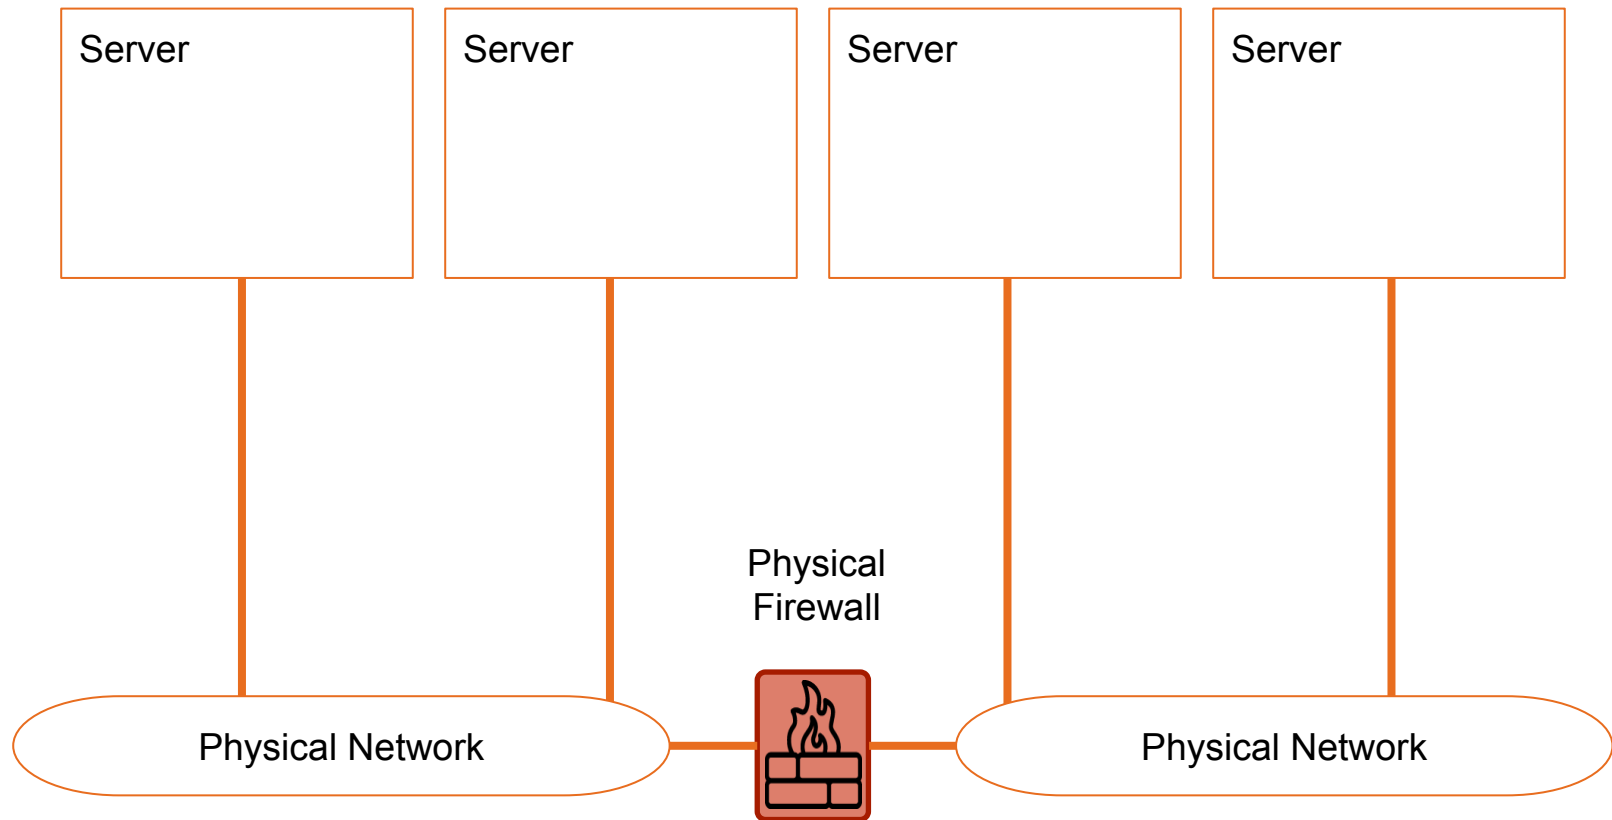 Server
Server
Server
Server
Physical
Firewall
Physical Network
Physical Network